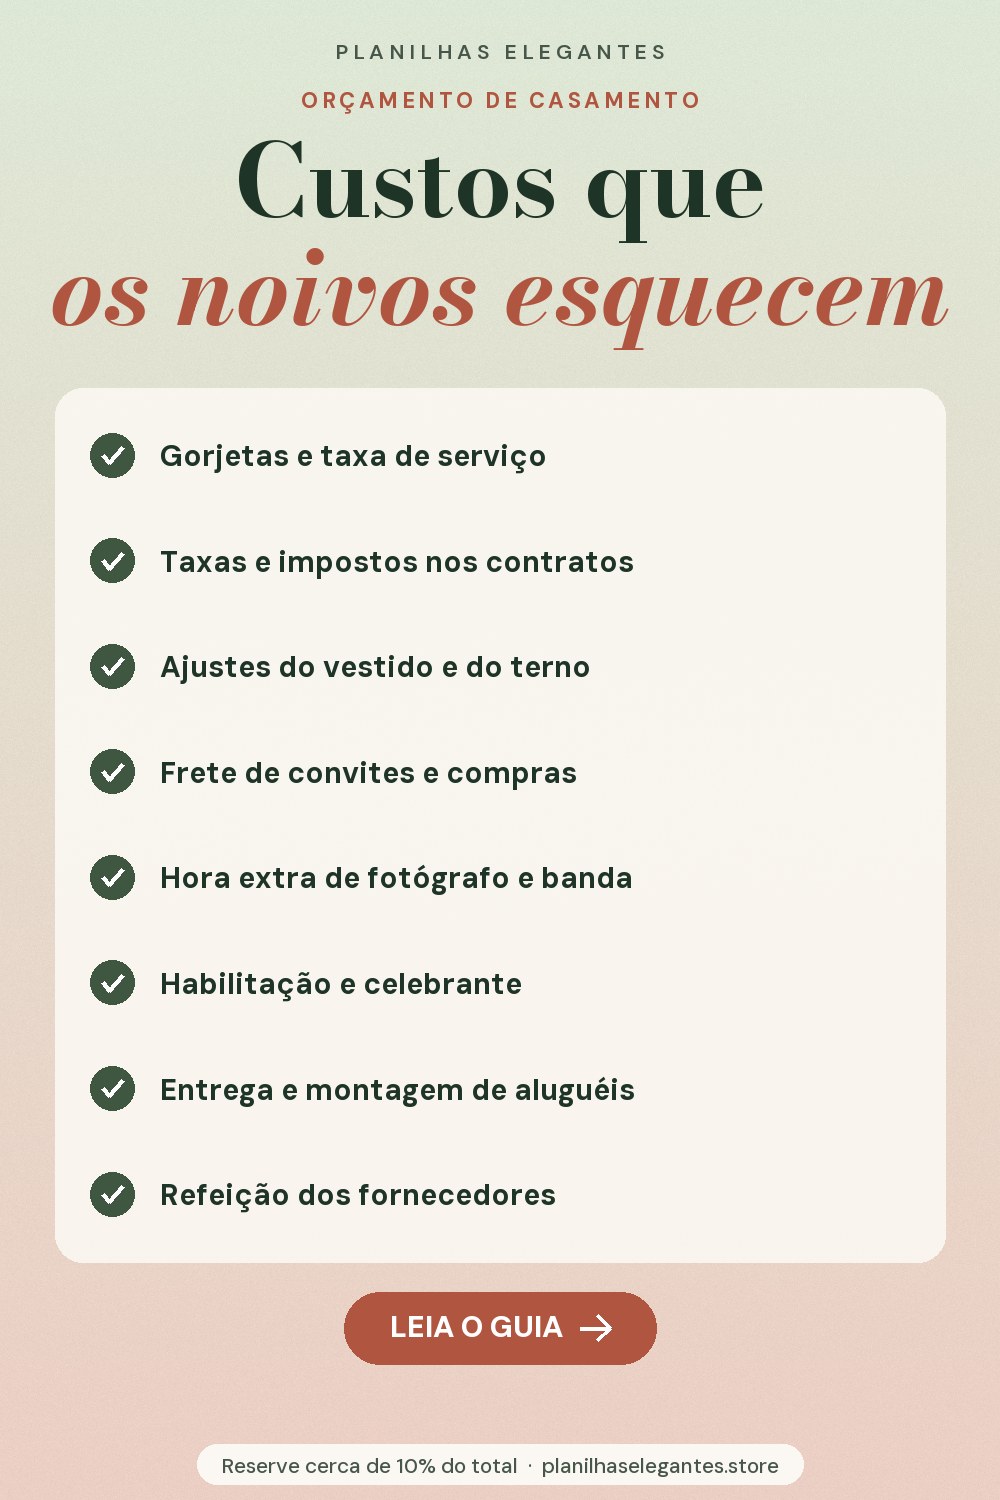 PLANILHAS ELEGANTES
ORÇAMENTO DE CASAMENTO
Custos que
os noivos esquecem
Gorjetas e taxa de serviço
Taxas e impostos nos contratos
Ajustes do vestido e do terno
Frete de convites e compras
Hora extra de fotógrafo e banda
Habilitação e celebrante
Entrega e montagem de aluguéis
Refeição dos fornecedores
LEIA O GUIA →
Reserve cerca de 10% do total · planilhaselegantes.store